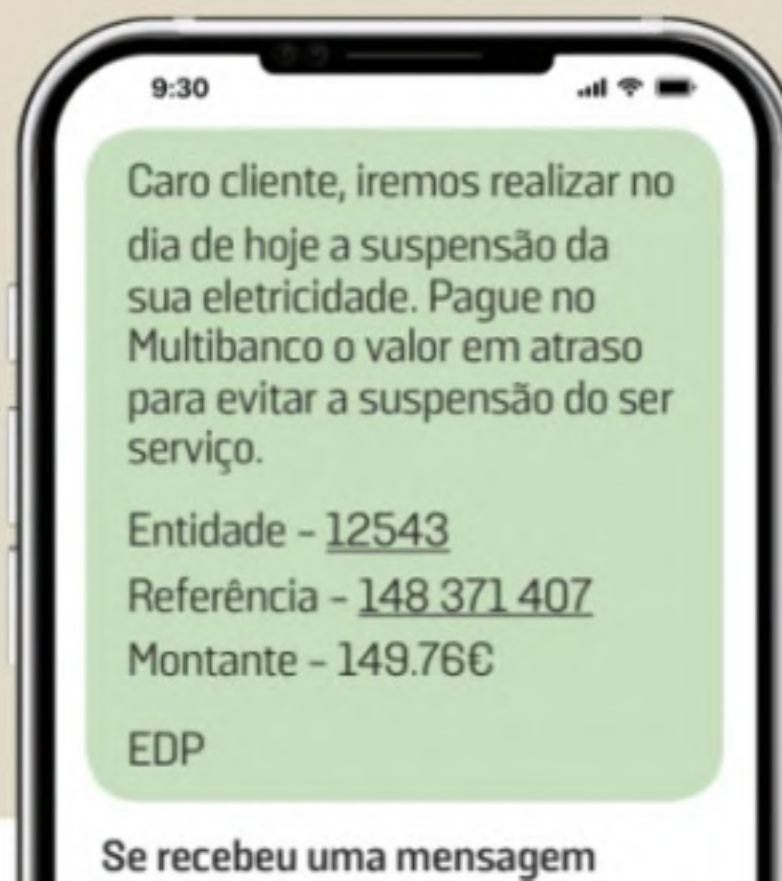 9:30
Caro cliente, iremos realizar no
dia de hoje a suspensão da
sua eletricidade. Pague no
Multibanco o valor em atraso
para evitar a suspensão do ser
serviço.
Entidade - 12543
Referência - 148 371 407
Montante - 149.76€
EDP
Se recebeu uma mensagem